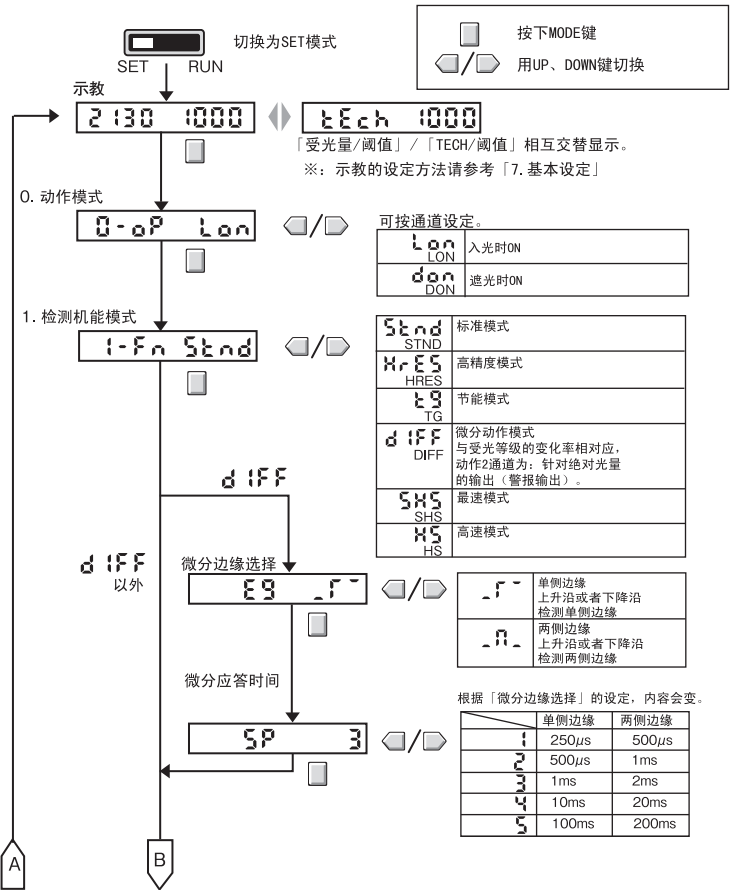 切换为SET模式
SET RUN
按下MODE键
用UP、DOWN键切换
示教
2130 1000
tEch 1000
「受光量/阈值」/「TECH/阈值」相互交替显示。
※: 示教的设定方法请参考「7.基本设定」
0. 动作模式
0-oP Lon
可按通道设定。
Lon LON 入光时ON
don DON 遮光时ON
1. 检测机能模式
1-Fn Stnd
Stnd STND 标准模式
HrES HRES 高精度模式
tg TG 节能模式
dIFF DIFF 微分动作模式
与受光等级的变化率相对应，
动作2通道为: 针对绝对光量
的输出（警报输出）。
SHS SHS 最速模式
HS HS 高速模式
dIFF
dIFF
以外
微分边缘选择
Eg
单侧边缘
上升沿或者下降沿
检测单侧边缘
两侧边缘
上升沿或者下降沿
检测两侧边缘
微分应答时间
SP 3
根据「微分边缘选择」的设定，内容会变。
单侧边缘 两侧边缘
1 250μs 500μs
2 500μs 1ms
3 1ms 2ms
4 10ms 20ms
5 100ms 200ms
A
B